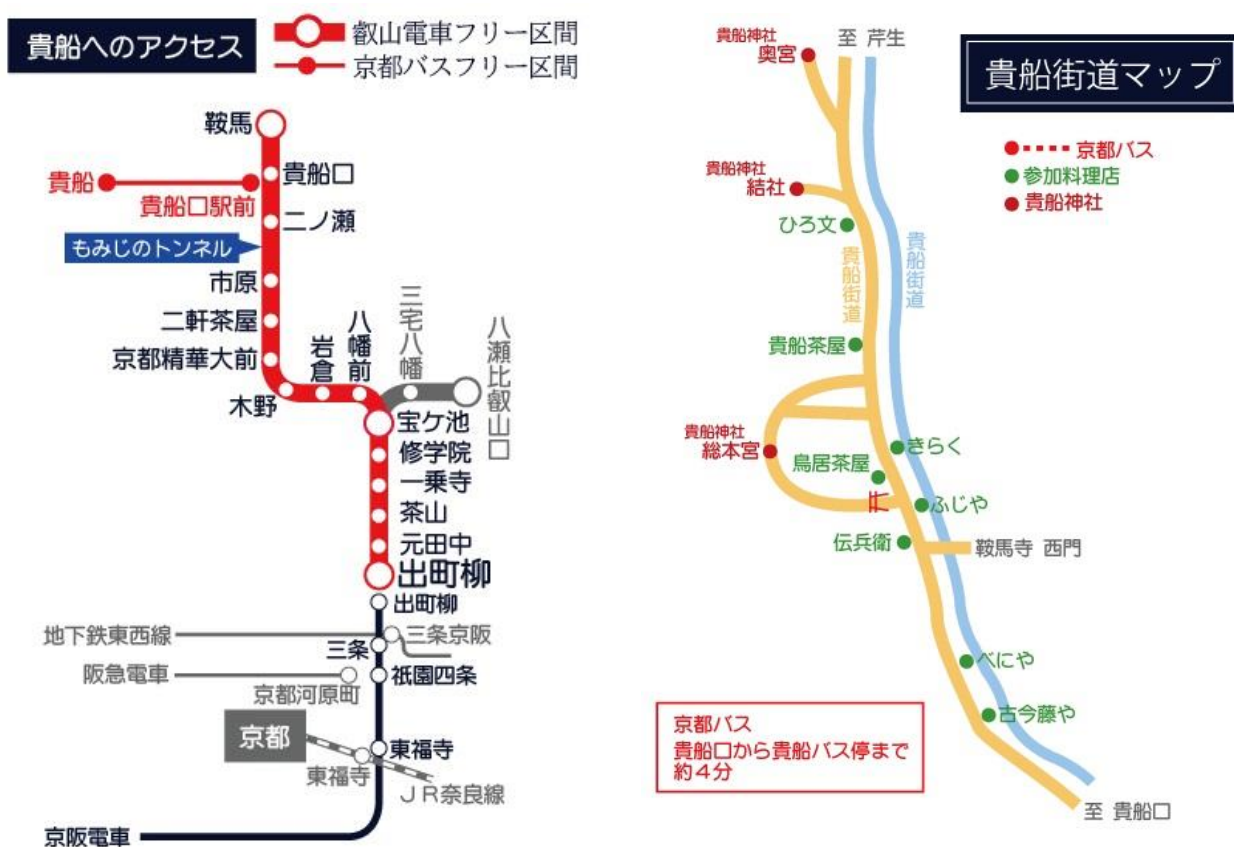 貴船へのアクセス
叡山電車フリー区間
京都バスフリー区間
鞍馬
貴船口
貴船
貴船口駅前
二ノ瀬
もみじのトンネル
市原
二軒茶屋
京都精華大前
木野
岩倉
八幡前
三宅八幡
八瀬比叡山口
宝ケ池
修学院
一乗寺
茶山
元田中
出町柳
出町柳
地下鉄東西線
三条京阪
三条
阪急電車
京都河原町
祇園四条
京都
東福寺
東福寺
JR奈良線
京阪電車
貴船街道マップ
京都バス
参加料理店
貴船神社
貴船神社
奥宮
至 芹生
貴船神社
結社
ひろ文
貴船街道
貴船街道
貴船茶屋
貴船神社
総本宮
きらく
鳥居茶屋
ふじや
伝兵衛
鞍馬寺 西門
べにや
古今藤や
至 貴船口
京都バス
貴船口から貴船バス停まで
約4分